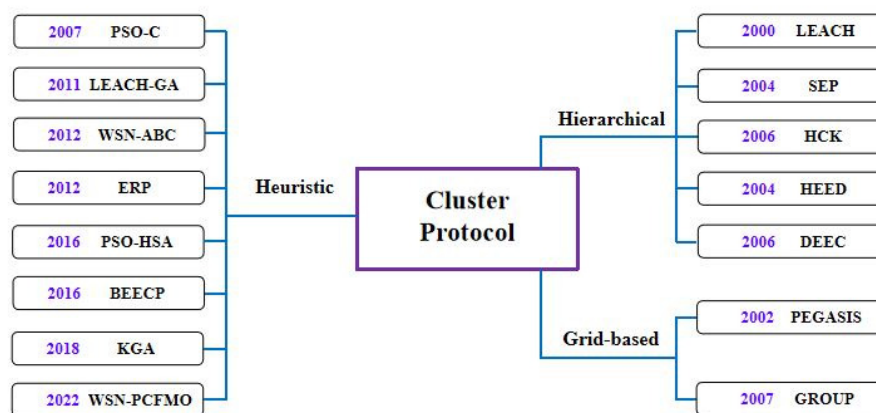 2007 PSO-C
2011 LEACH-GA
2012 WSN-ABC
2012 ERP
2016 PSO-HSA
2016 BEECP
2018 KGA
2022 WSN-PCFMO
Heuristic
Cluster
Protocol
Hierarchical
2000 LEACH
2004 SEP
2006 HCK
2004 HEED
2006 DEEC
Grid-based
2002 PEGASIS
2007 GROUP